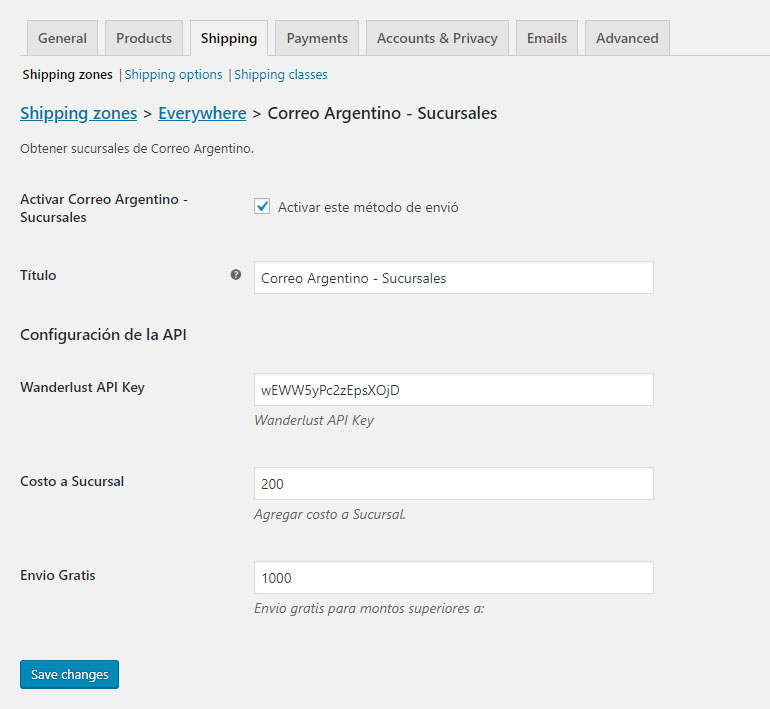 General Products Shipping Payments Accounts & Privacy Emails Advanced
Shipping zones | Shipping options | Shipping classes
Shipping zones > Everywhere > Correo Argentino - Sucursales
Obtener sucursales de Correo Argentino.
Activar Correo Argentino -
Sucursales
Activar este método de envió
Título
?
Correo Argentino - Sucursales
Configuración de la API
Wanderlust API Key
wEWW5yPc2zEpsXOjD
Wanderlust API Key
Costo a Sucursal
200
Agregar costo a Sucursal.
Envio Gratis
1000
Envio gratis para montos superiores a:
Save changes